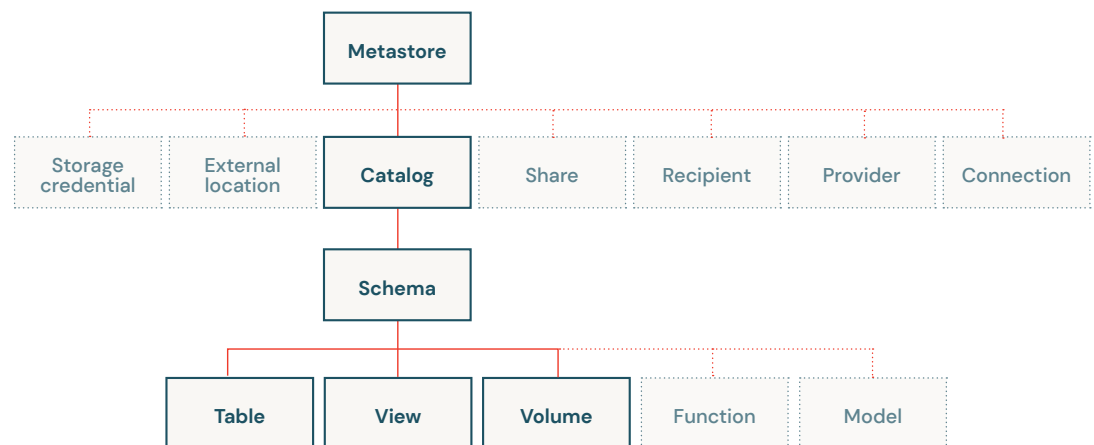 Metastore
Storage
credential
External
location
Catalog
Share
Recipient
Provider
Connection
Schema
Table
View
Volume
Function
Model